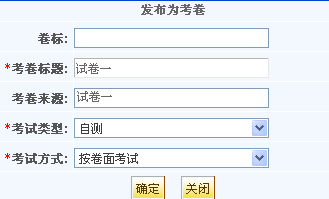 发布为考卷
卷标:
*考卷标题: 试卷一
考卷来源: 试卷一
*考试类型: 自测
*考试方式: 按卷面考试
确定 关闭